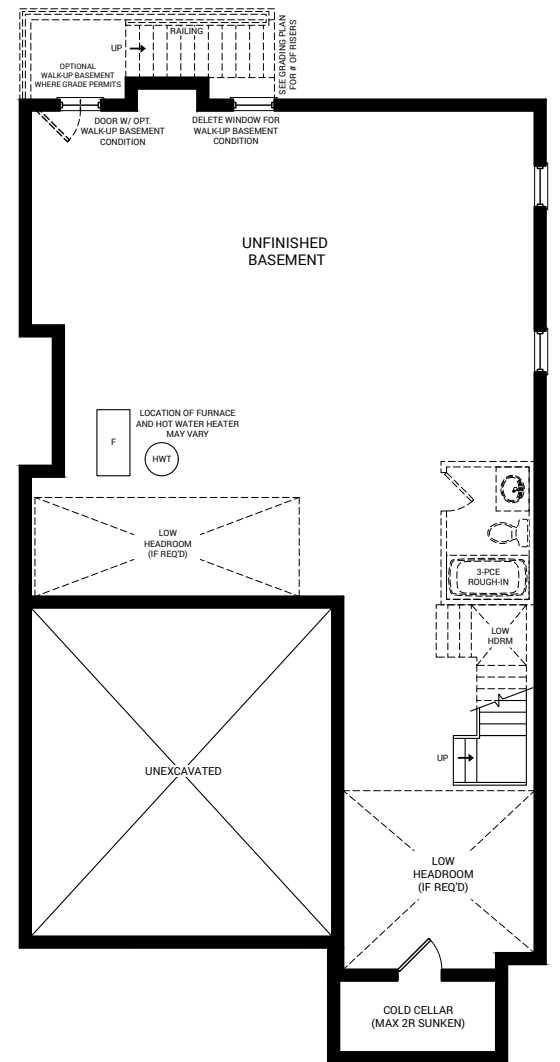 RAILING
UP
SEE GRADING PLAN
FOR # OF RISERS
OPTIONAL
WALK-UP BASEMENT
WHERE GRADE PERMITS
DOOR W/ OPT.
WALK-UP BASEMENT
CONDITION
DELETE WINDOW FOR
WALK-UP BASEMENT
CONDITION
UNFINISHED
BASEMENT
LOCATION OF FURNACE
AND HOT WATER HEATER
MAY VARY
F
HWT
LOW
HEADROOM
(IF REQ'D)
3-PCE
ROUGH-IN
LOW
HDRM
UP
UNEXCAVATED
LOW
HEADROOM
(IF REQ'D)
COLD CELLAR
(MAX 2R SUNKEN)